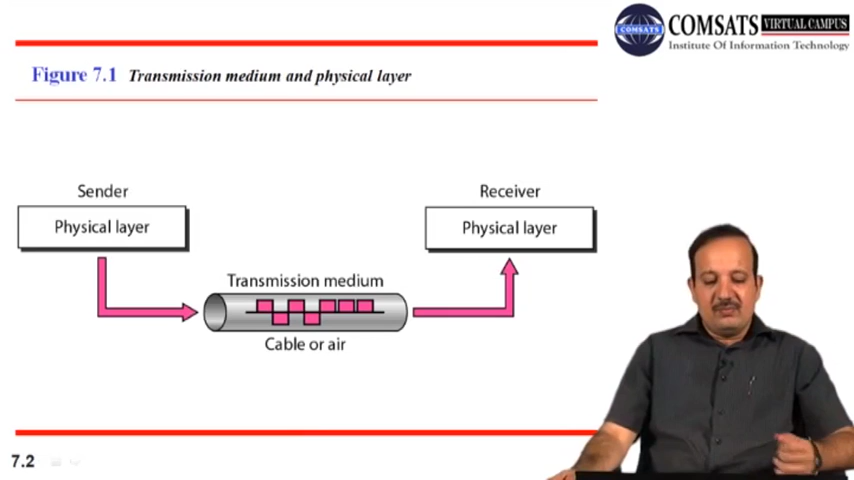 COMSATS VIRTUAL CAMPUS
COMSATS
Institute Of Information Technology
Figure 7.1 Transmission medium and physical layer
Sender
Receiver
Physical layer
Physical layer
Transmission medium
Cable or air
7.2